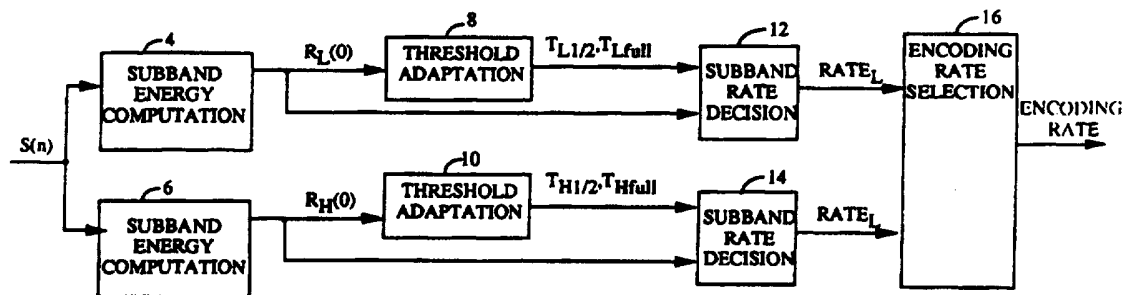 4
SUBBAND
ENERGY
COMPUTATION
R_L(0)
8
THRESHOLD
ADAPTATION
T_L1/2,T_Lfull
12
SUBBAND
RATE
DECISION
RATE_L
16
ENCODING
RATE
SELECTION
ENCODING
RATE
S(n)
6
SUBBAND
ENERGY
COMPUTATION
R_H(0)
10
THRESHOLD
ADAPTATION
T_H1/2,T_Hfull
14
SUBBAND
RATE
DECISION
RATE_L